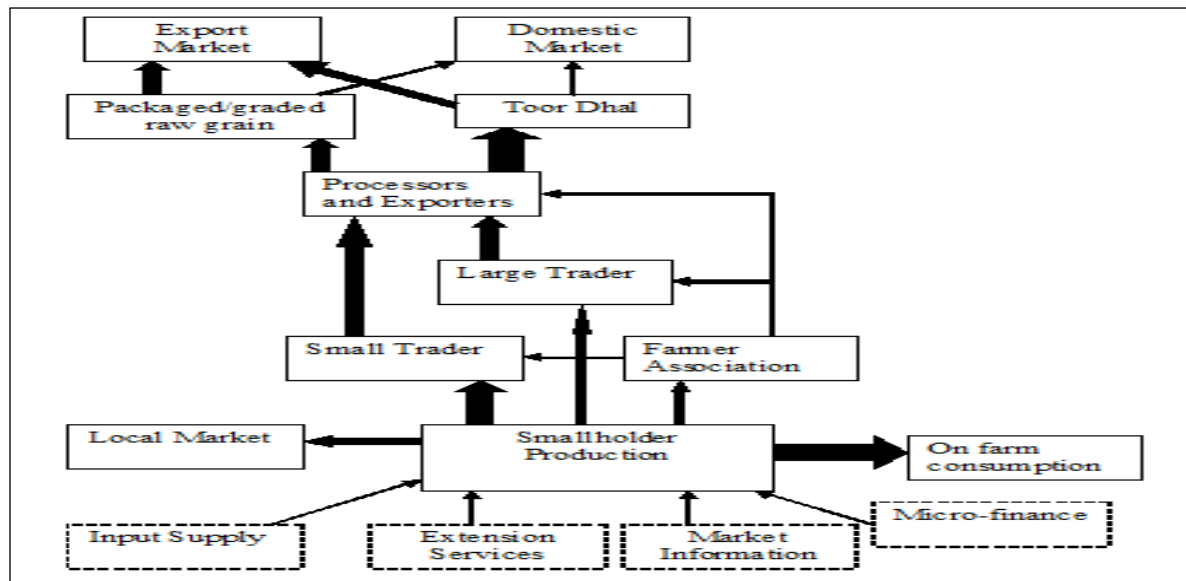 Export
Market
Domestic
Market
Packaged/graded
raw grain
Toor Dhal
Processors
and Exporters
Large Trader
Small Trader
Farmer
Association
Local Market
Smallholder
Production
On farm
consumption
Micro-finance
Input Supply
Extension
Services
Market
Information